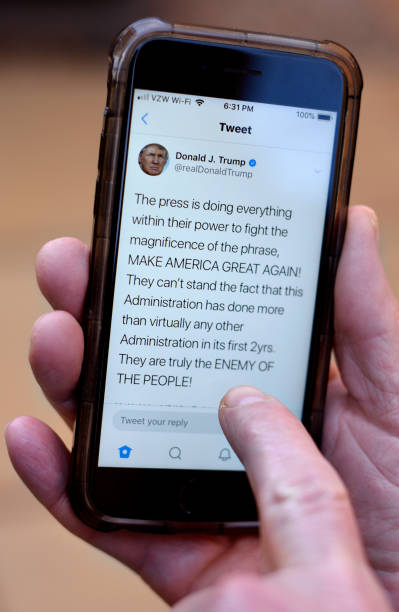 VZW Wi-Fi 6:31 PM 100%
Tweet
Donald J. Trump
@realDonaldTrump
The press is doing everything
within their power to fight the
magnificence of the phrase,
MAKE AMERICA GREAT AGAIN!
They can't stand the fact that this
Administration has done more
than virtually any other
Administration in its first 2yrs.
They are truly the ENEMY OF
THE PEOPLE!
Tweet your reply